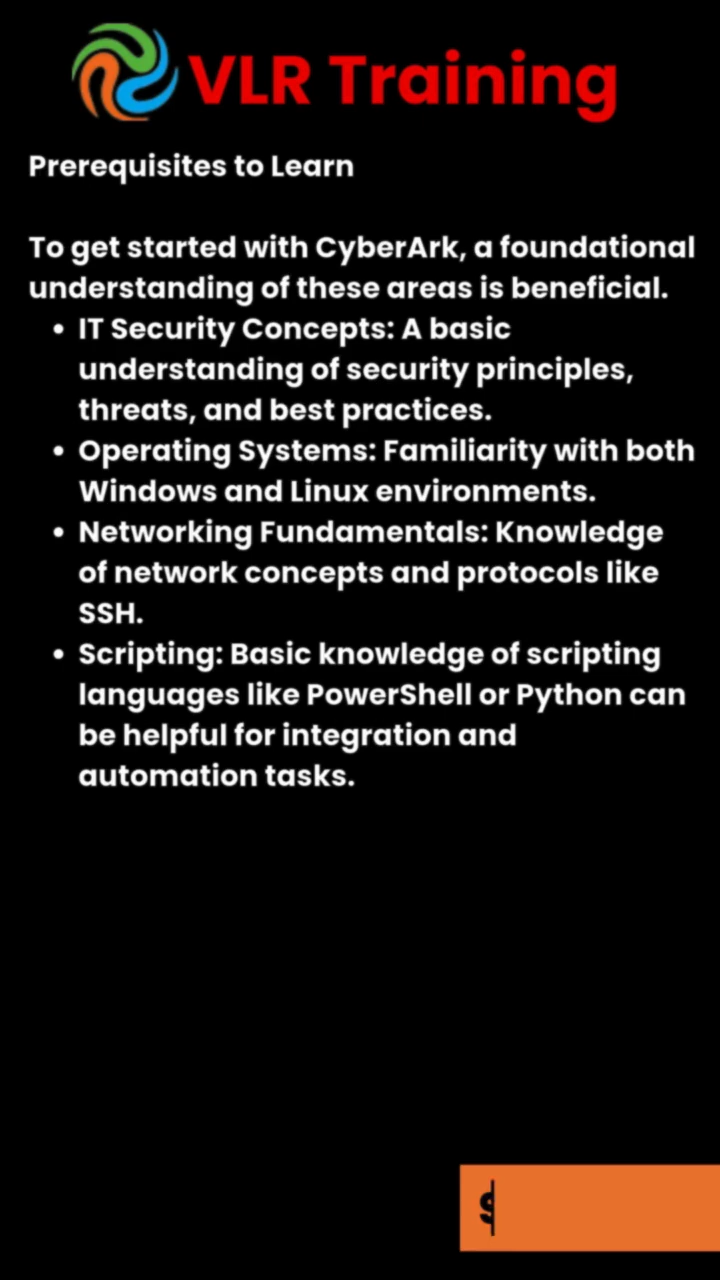 VLR Training
Prerequisites to Learn
To get started with CyberArk, a foundational
understanding of these areas is beneficial.
• IT Security Concepts: A basic
understanding of security principles,
threats, and best practices.
• Operating Systems: Familiarity with both
Windows and Linux environments.
• Networking Fundamentals: Knowledge
of network concepts and protocols like
SSH.
• Scripting: Basic knowledge of scripting
languages like PowerShell or Python can
be helpful for integration and
automation tasks.